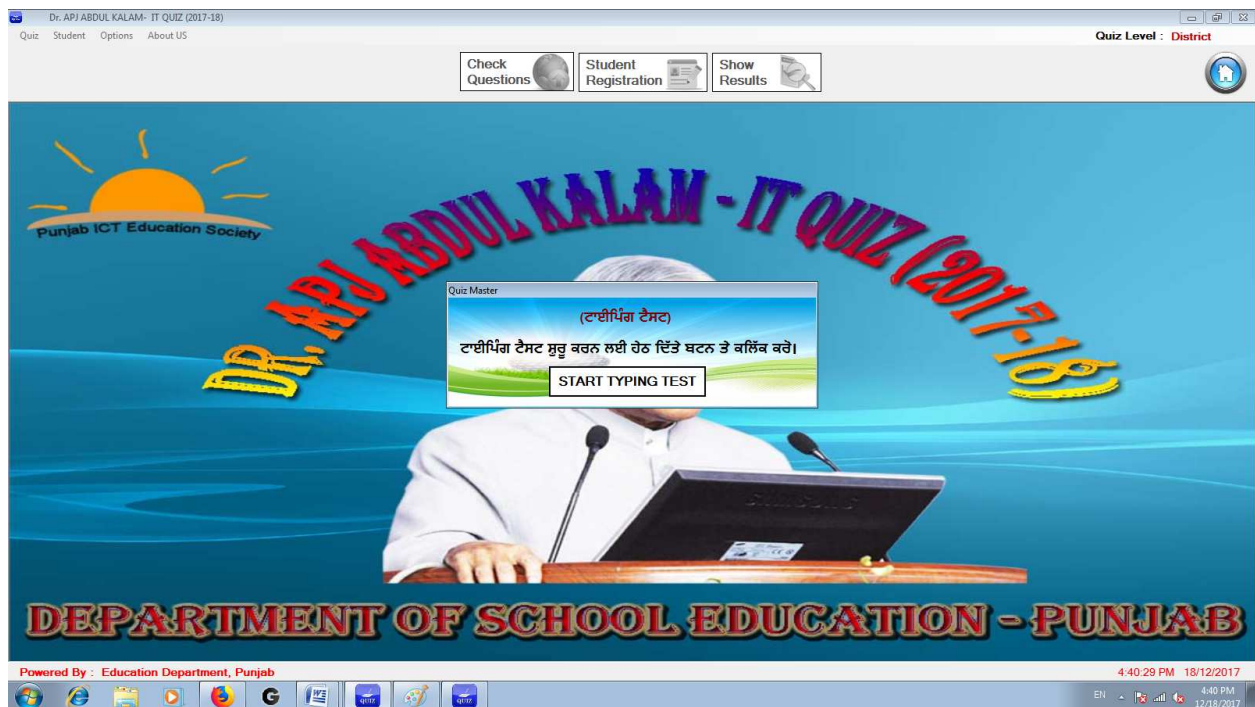 Dr. APJ ABDUL KALAM- IT QUIZ (2017-18)
Quiz Student Options About US
Quiz Level : District
Check Questions
Student Registration
Show Results
Punjab ICT Education Society
DR. APJ ABDUL KALAM - IT QUIZ (2017-18)
Quiz Master
(ਟਾਈਪਿੰਗ ਟੈਸਟ)
ਟਾਈਪਿੰਗ ਟੈਸਟ ਸ਼ੁਰੂ ਕਰਨ ਲਈ ਹੇਠ ਦਿੱਤੇ ਬਟਨ ਤੇ ਕਲਿੱਕ ਕਰੋ।
START TYPING TEST
SAMSUNG
DEPARTMENT OF SCHOOL EDUCATION - PUNJAB
Powered By : Education Department, Punjab
4:40:29 PM 18/12/2017
EN
4:40 PM
12/18/2017